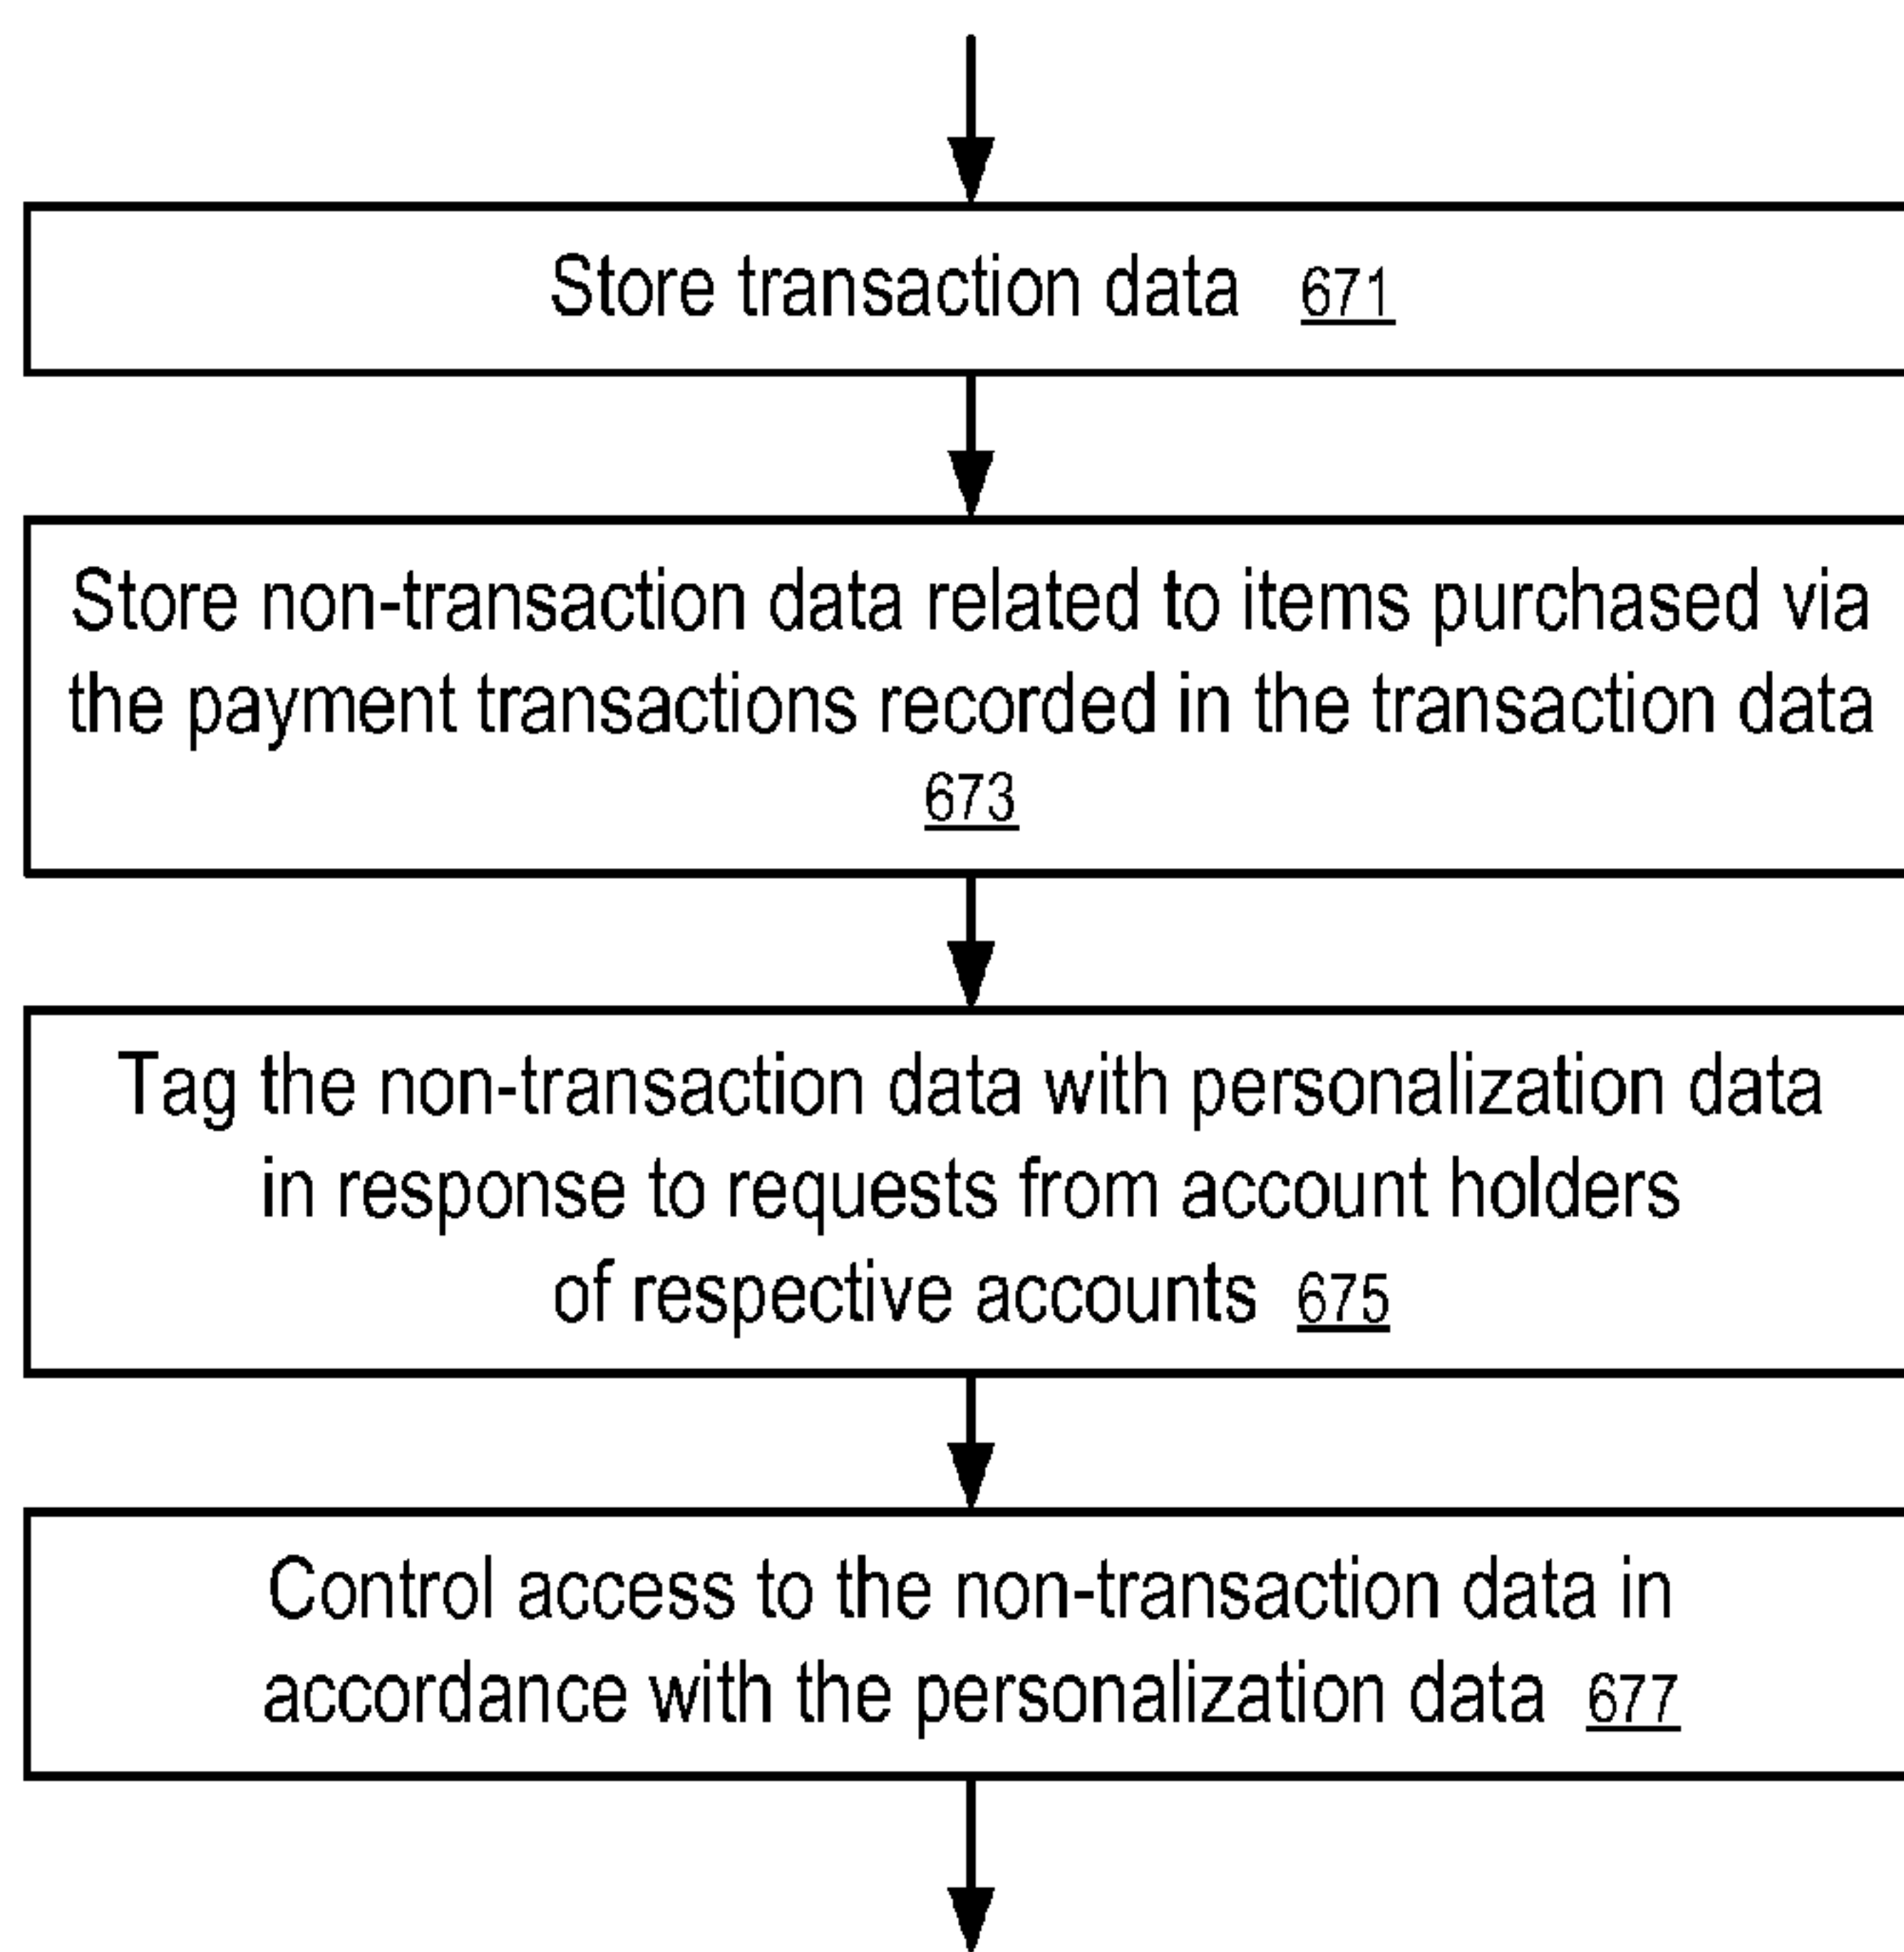 Store transaction data 671
Store non-transaction data related to items purchased via
the payment transactions recorded in the transaction data
673
Tag the non-transaction data with personalization data
in response to requests from account holders
of respective accounts 675
Control access to the non-transaction data in
accordance with the personalization data 677